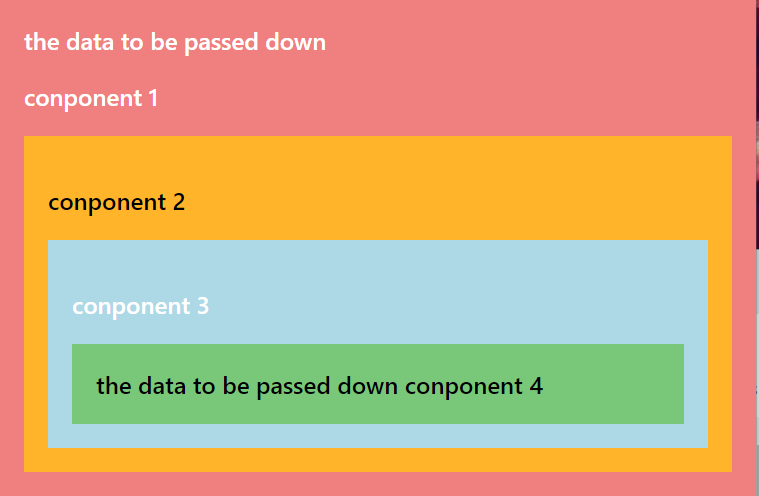 the data to be passed down
conponent 1
conponent 2
conponent 3
the data to be passed down conponent 4